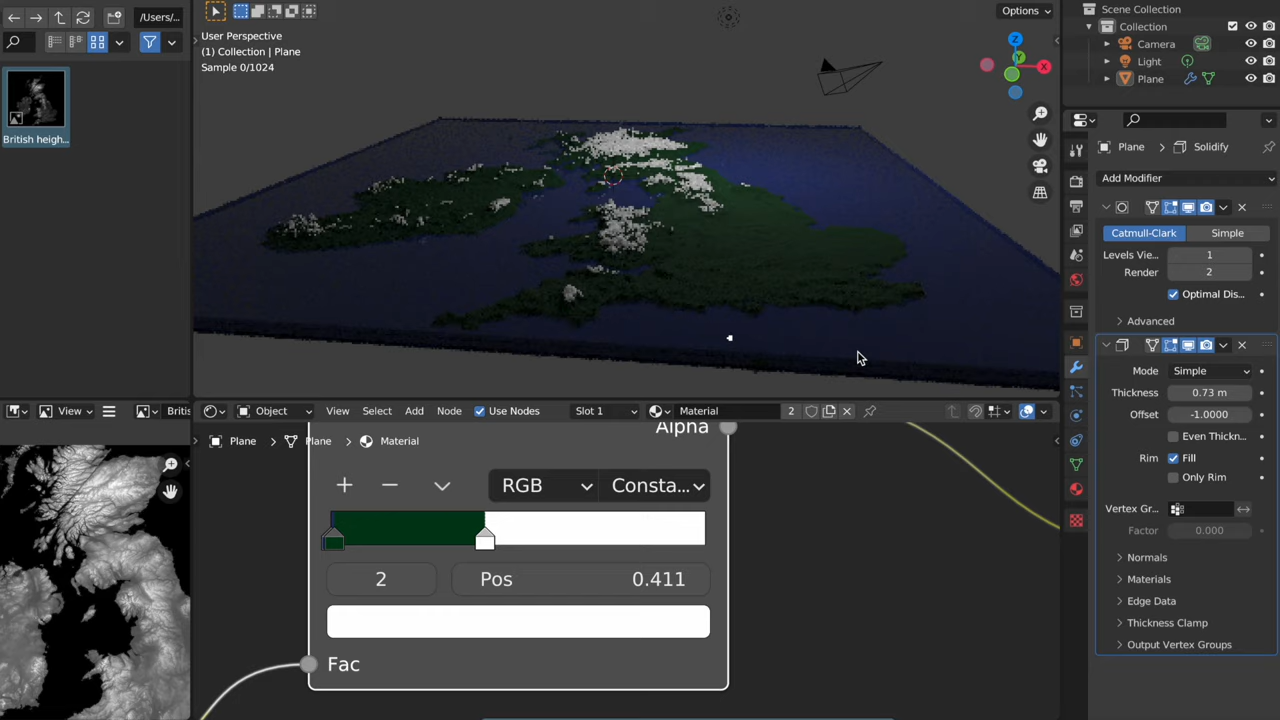 /Users/...
Options
User Perspective
(1) Collection | Plane
Sample 0/1024
British heigh...
Scene Collection
Collection
Camera
Light
Plane
Plane
Solidify
Add Modifier
Catmull-Clark
Simple
Levels Vie...
1
Render
2
Optimal Dis...
Advanced
Mode
Simple
Thickness
0.73 m
Offset
-1.0000
Even Thickn...
Rim
Fill
Only Rim
Vertex Gr...
Factor
0.000
Normals
Materials
Edge Data
Thickness Clamp
Output Vertex Groups
View
Britis
Object
View
Select
Add
Node
Use Nodes
Slot 1
Material
2
Plane
Plane
Material
Alpha
RGB
Consta...
2
Pos
0.411
Fac